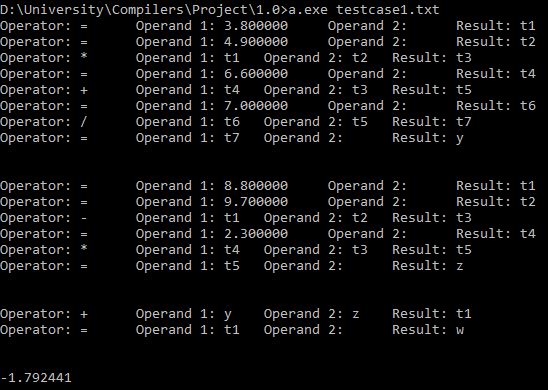 D:\University\Compilers\Project\1.0>a.exe testcase1.txt
Operator: = Operand 1: 3.800000 Operand 2: Result: t1
Operator: = Operand 1: 4.900000 Operand 2: Result: t2
Operator: * Operand 1: t1 Operand 2: t2 Result: t3
Operator: = Operand 1: 6.600000 Operand 2: Result: t4
Operator: + Operand 1: t4 Operand 2: t3 Result: t5
Operator: = Operand 1: 7.000000 Operand 2: Result: t6
Operator: / Operand 1: t6 Operand 2: t5 Result: t7
Operator: = Operand 1: t7 Operand 2: Result: y
Operator: = Operand 1: 8.800000 Operand 2: Result: t1
Operator: = Operand 1: 9.700000 Operand 2: Result: t2
Operator: - Operand 1: t1 Operand 2: t2 Result: t3
Operator: = Operand 1: 2.300000 Operand 2: Result: t4
Operator: * Operand 1: t4 Operand 2: t3 Result: t5
Operator: = Operand 1: t5 Operand 2: Result: z
Operator: + Operand 1: y Operand 2: z Result: t1
Operator: = Operand 1: t1 Operand 2: Result: w
-1.792441